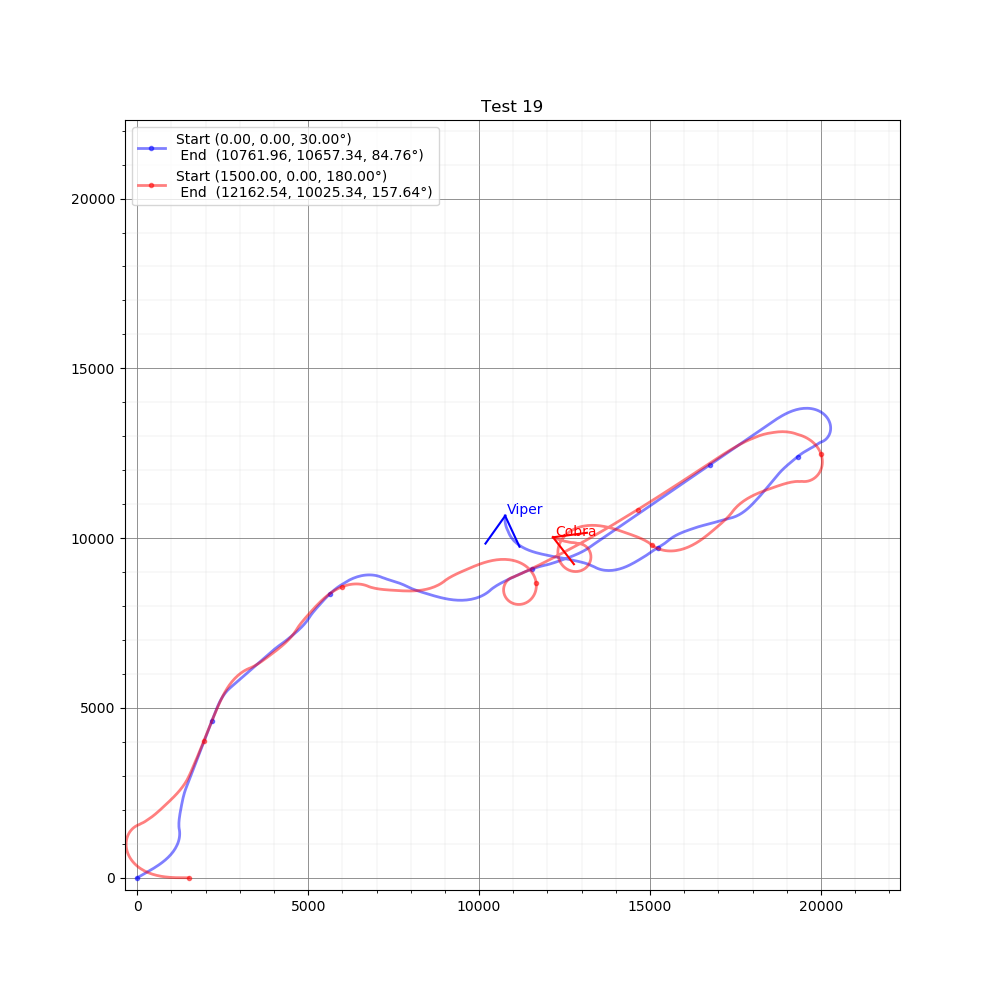 Test 19
Start (0.00, 0.00, 30.00°)
End  (10761.96, 10657.34, 84.76°)
Start (1500.00, 0.00, 180.00°)
End  (12162.54, 10025.34, 157.64°)
20000
15000
Viper
Cobra
10000
5000
0
0 5000 10000 15000 20000